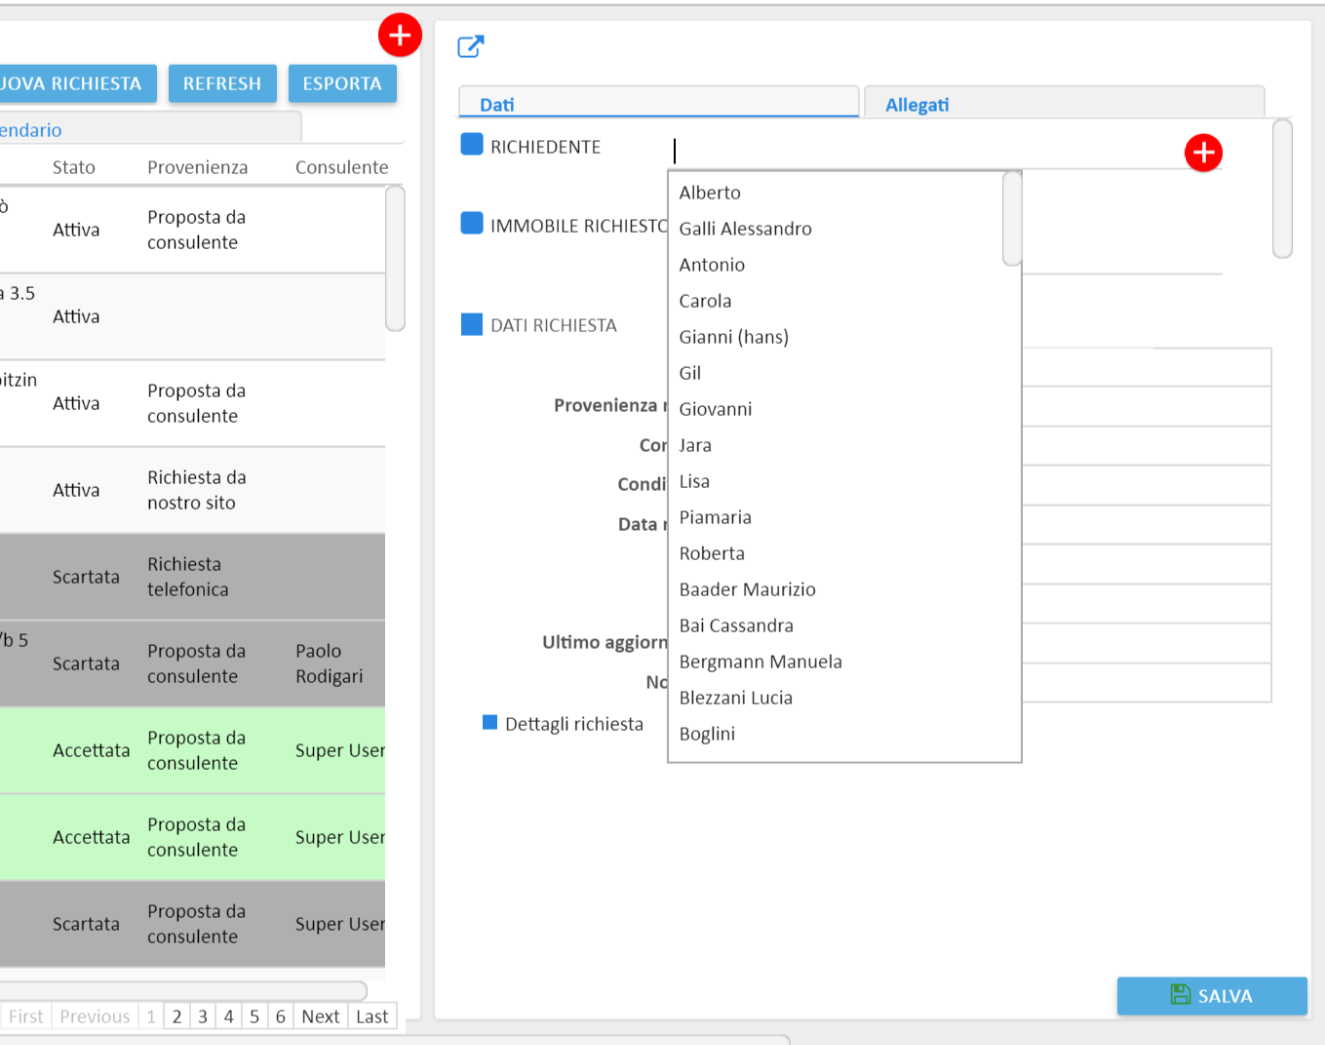 UOVA RICHIESTA REFRESH ESPORTA
endario
Stato Provenienza Consulente
ò
Attiva Proposta da
consulente
a 3.5
Attiva
oitzin
Attiva Proposta da
consulente
Attiva Richiesta da
nostro sito
Scartata Richiesta
telefonica
/b 5
Scartata Proposta da
consulente Paolo
Rodigari
Accettata Proposta da
consulente Super User
Accettata Proposta da
consulente Super User
Scartata Proposta da
consulente Super User
First Previous 1 2 3 4 5 6 Next Last
Dati Allegati
RICHIEDENTE
IMMOBILE RICHIESTO
DATI RICHIESTA
Provenienza r
Cor
Condi
Data r
Ultimo aggiorn
No
Dettagli richiesta
Alberto
Galli Alessandro
Antonio
Carola
Gianni (hans)
Gil
Giovanni
Jara
Lisa
Piamaria
Roberta
Baader Maurizio
Bai Cassandra
Bergmann Manuela
Blezzani Lucia
Boglini
SALVA